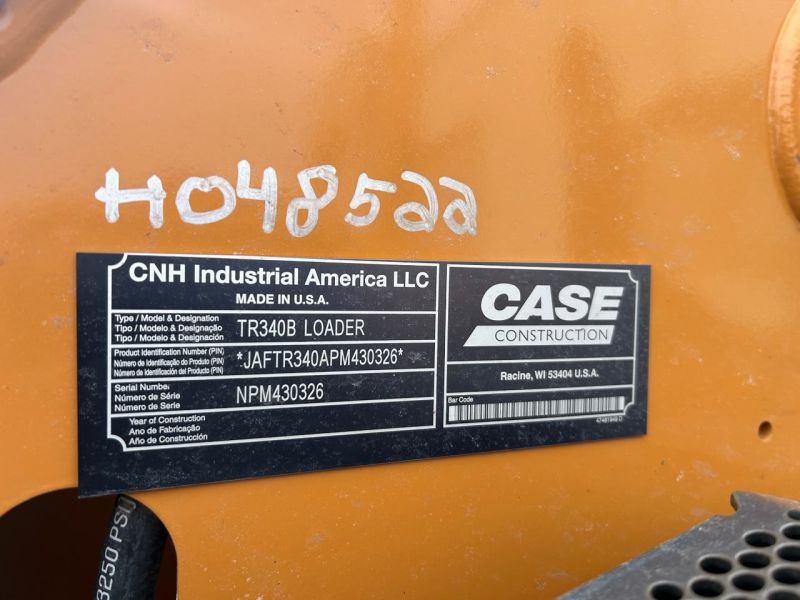 H048522
CNH Industrial America LLC
MADE IN U.S.A.
Type / Model & Designation
Tipo / Modelo & Designação
Tipo / Modelo & Designación
TR340B LOADER
Product Identification Number (PIN)
Número de Identificação do Produto (PIN)
Número de Identificación del Producto (PIN)
*JAFTR340APM430326*
Serial Number
Número de Série
Número de Serie
NPM430326
Year of Construction
Ano de Fabricação
Año de Construcción
CASE
CONSTRUCTION
Racine, WI 53404 U.S.A.
Bar Code
47481948 D
3250 PSI